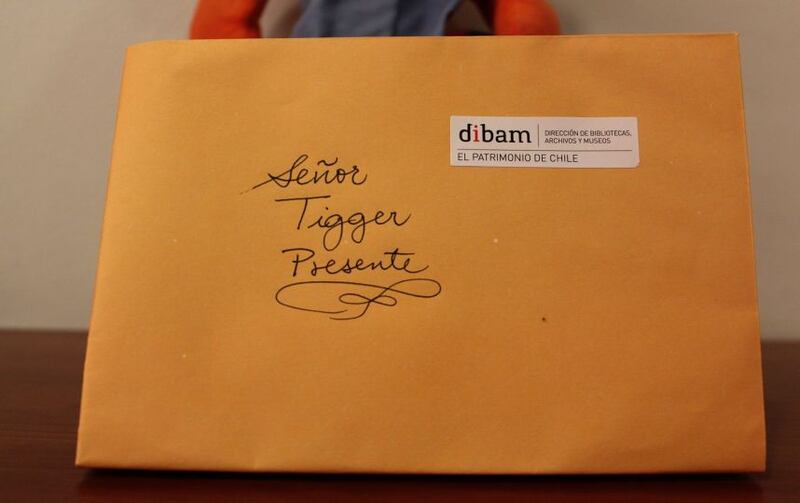 dibam
DIRECCIÓN DE BIBLIOTECAS,
ARCHIVOS Y MUSEOS
EL PATRIMONIO DE CHILE
Señor
Tigger
Presente